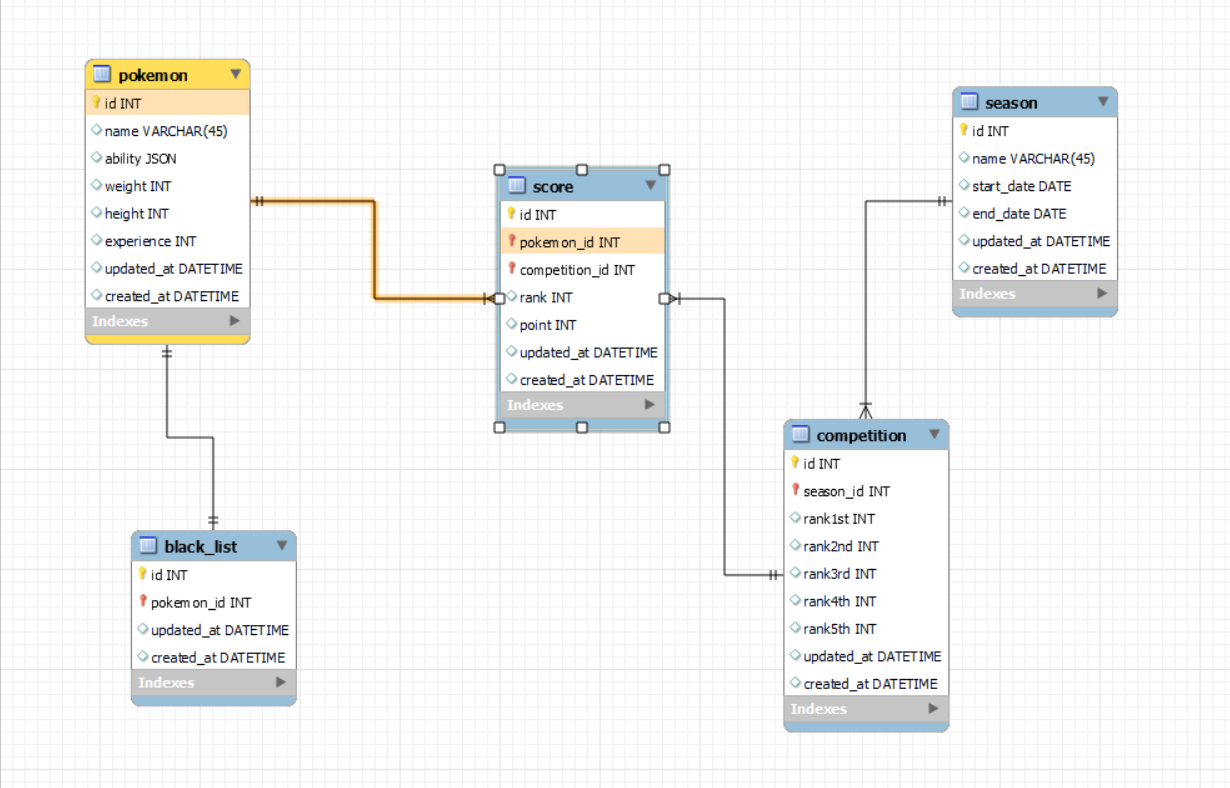 pokemon
id INT
name VARCHAR(45)
ability JSON
weight INT
height INT
experience INT
updated_at DATETIME
created_at DATETIME
Indexes
score
id INT
pokemon_id INT
competition_id INT
rank INT
point INT
updated_at DATETIME
created_at DATETIME
Indexes
season
id INT
name VARCHAR(45)
start_date DATE
end_date DATE
updated_at DATETIME
created_at DATETIME
Indexes
black_list
id INT
pokemon_id INT
updated_at DATETIME
created_at DATETIME
Indexes
competition
id INT
season_id INT
rank1st INT
rank2nd INT
rank3rd INT
rank4th INT
rank5th INT
updated_at DATETIME
created_at DATETIME
Indexes